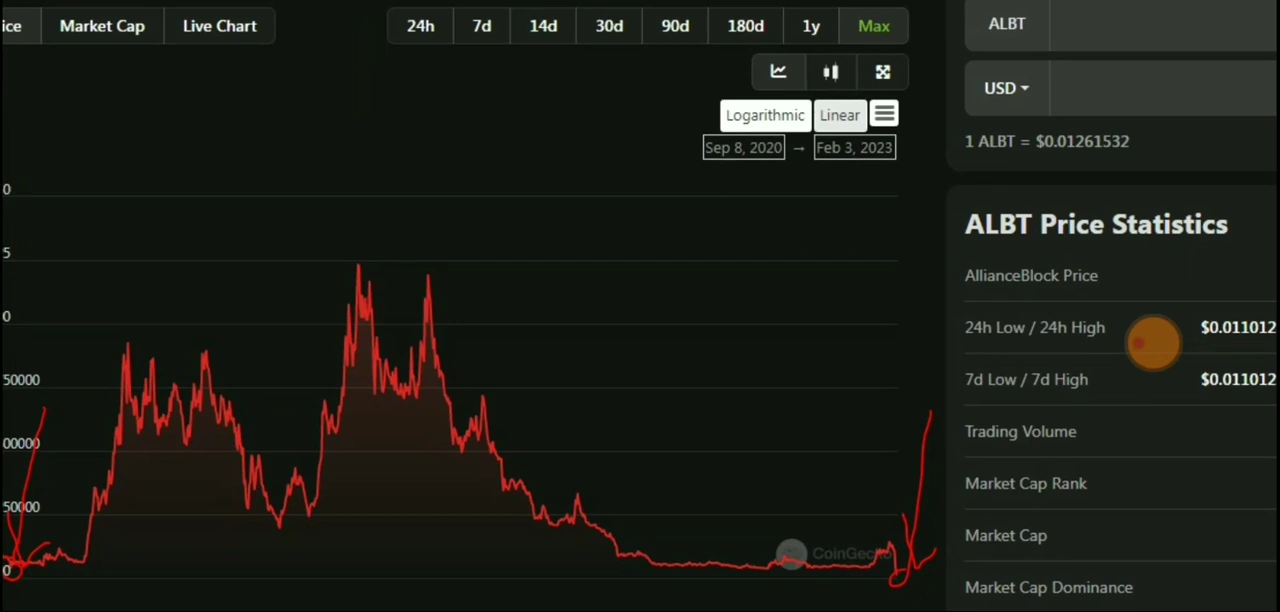 ice Market Cap Live Chart 24h 7d 14d 30d 90d 180d 1y Max
Logarithmic Linear
Sep 8, 2020 → Feb 3, 2023
0
5
0
50000
00000
50000
0
CoinGecko
ALBT
USD
1 ALBT = $0.01261532
ALBT Price Statistics
AllianceBlock Price
24h Low / 24h High $0.011012
7d Low / 7d High $0.011012
Trading Volume
Market Cap Rank
Market Cap
Market Cap Dominance